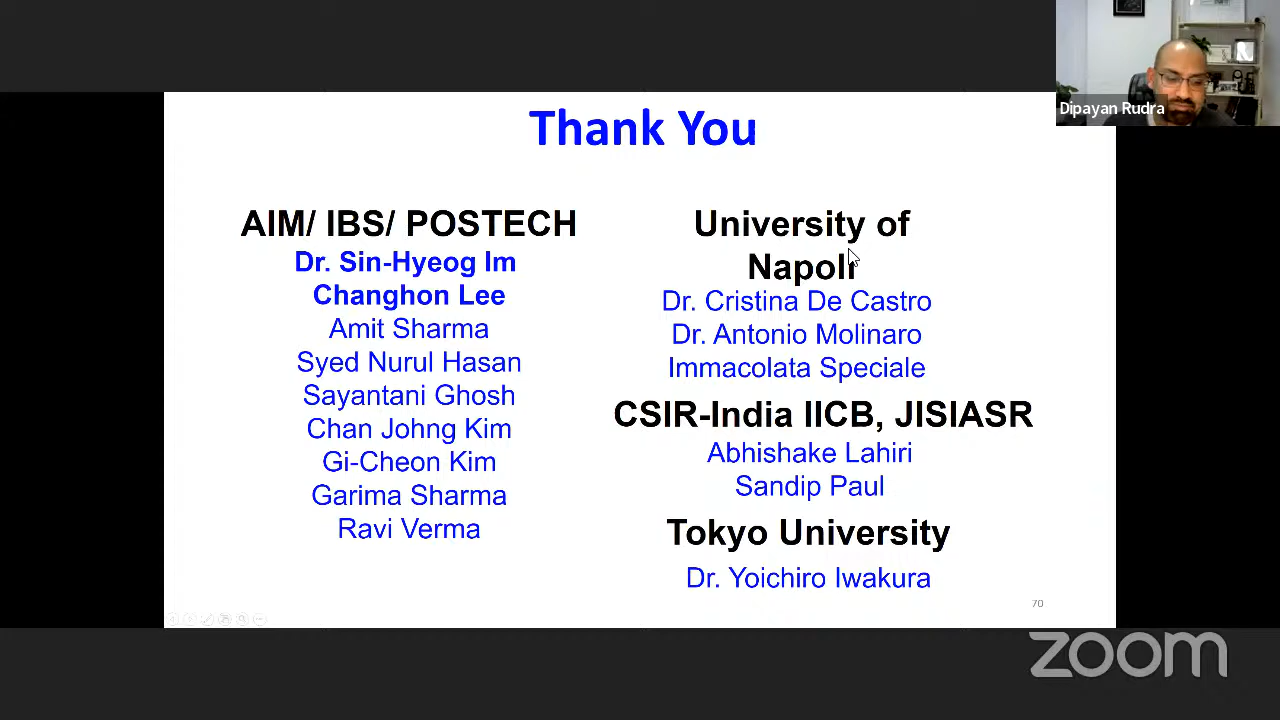 Dipayan Rudra
Thank You
AIM/ IBS/ POSTECH
Dr. Sin-Hyeog Im
Changhon Lee
Amit Sharma
Syed Nurul Hasan
Sayantani Ghosh
Chan Johng Kim
Gi-Cheon Kim
Garima Sharma
Ravi Verma
University of
Napoli
Dr. Cristina De Castro
Dr. Antonio Molinaro
Immacolata Speciale
CSIR-India IICB, JISIASR
Abhishake Lahiri
Sandip Paul
Tokyo University
Dr. Yoichiro Iwakura
70
zoom